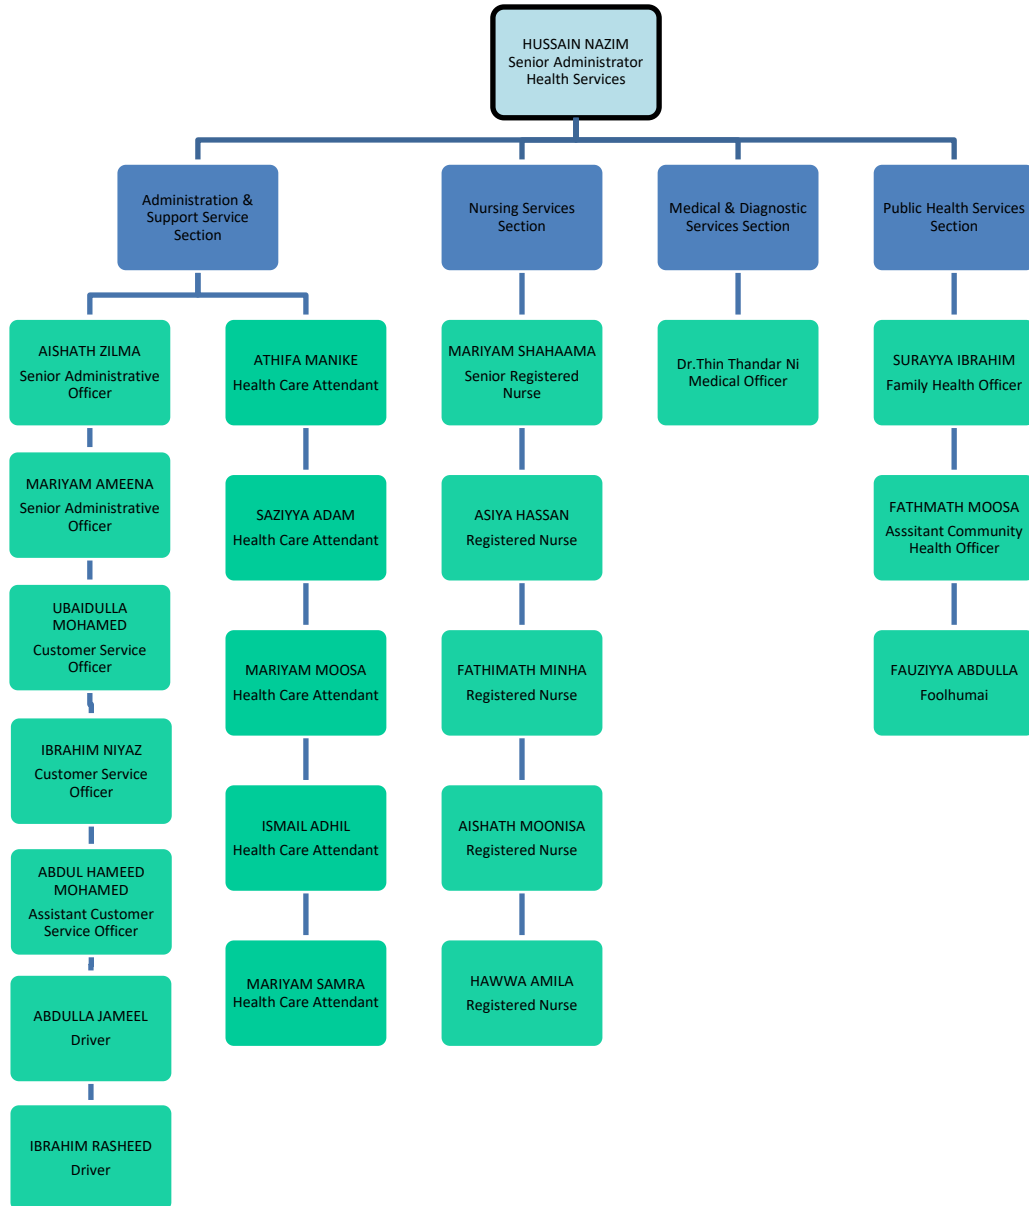 HUSSAIN NAZIM
Senior Administrator
Health Services
Administration &
Support Service
Section
Nursing Services
Section
Medical & Diagnostic
Services Section
Public Health Services
Section
AISHATH ZILMA
Senior Administrative
Officer
MARIYAM AMEENA
Senior Administrative
Officer
UBAIDULLA
MOHAMED
Customer Service
Officer
IBRAHIM NIYAZ
Customer Service
Officer
ABDUL HAMEED
MOHAMED
Assistant Customer
Service Officer
ABDULLA JAMEEL
Driver
IBRAHIM RASHEED
Driver
ATHIFA MANIKE
Health Care Attendant
SAZIYYA ADAM
Health Care Attendant
MARIYAM MOOSA
Health Care Attendant
ISMAIL ADHIL
Health Care Attendant
MARIYAM SAMRA
Health Care Attendant
MARIYAM SHAHAAMA
Senior Registered
Nurse
ASIYA HASSAN
Registered Nurse
FATHIMATH MINHA
Registered Nurse
AISHATH MOONISA
Registered Nurse
HAWWA AMILA
Registered Nurse
Dr.Thin Thandar Ni
Medical Officer
SURAYYA IBRAHIM
Family Health Officer
FATHMATH MOOSA
Asssitant Community
Health Officer
FAUZIYYA ABDULLA
Foolhumai